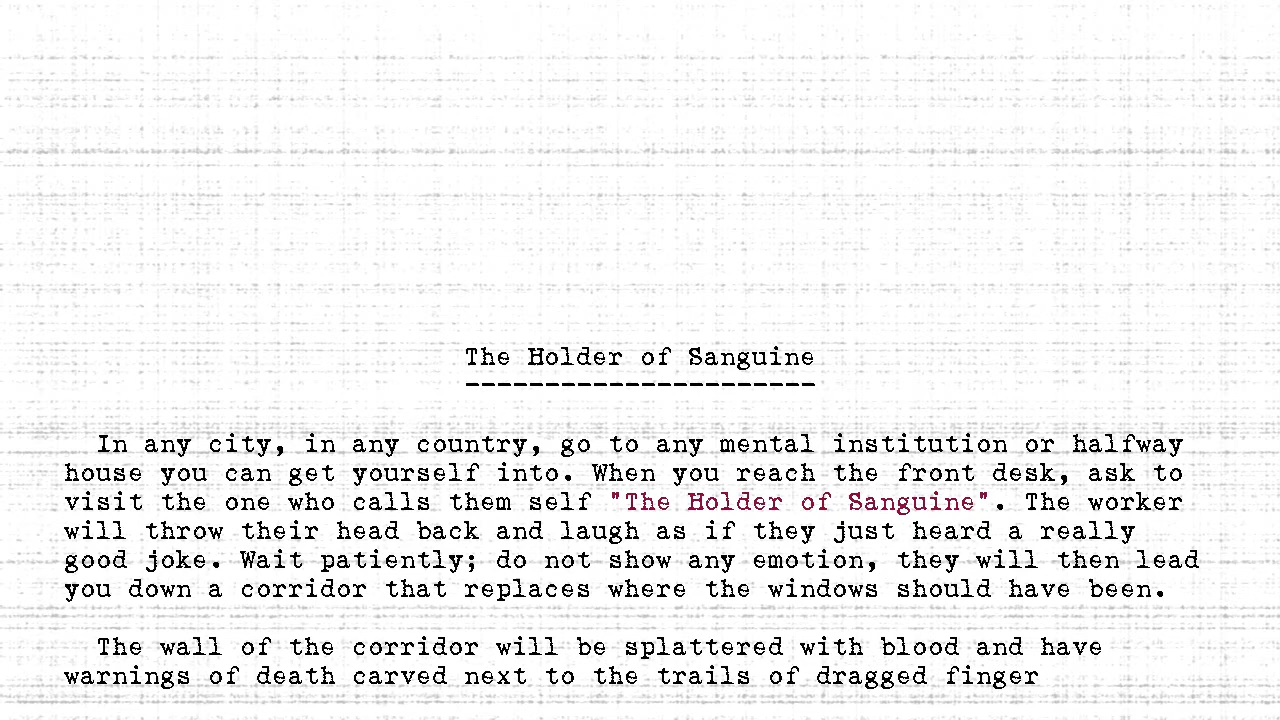 The Holder of Sanguine
----------------------
In any city, in any country, go to any mental institution or halfway
house you can get yourself into. When you reach the front desk, ask to
visit the one who calls them self "The Holder of Sanguine". The worker
will throw their head back and laugh as if they just heard a really
good joke. Wait patiently; do not show any emotion, they will then lead
you down a corridor that replaces where the windows should have been.
The wall of the corridor will be splattered with blood and have
warnings of death carved next to the trails of dragged finger